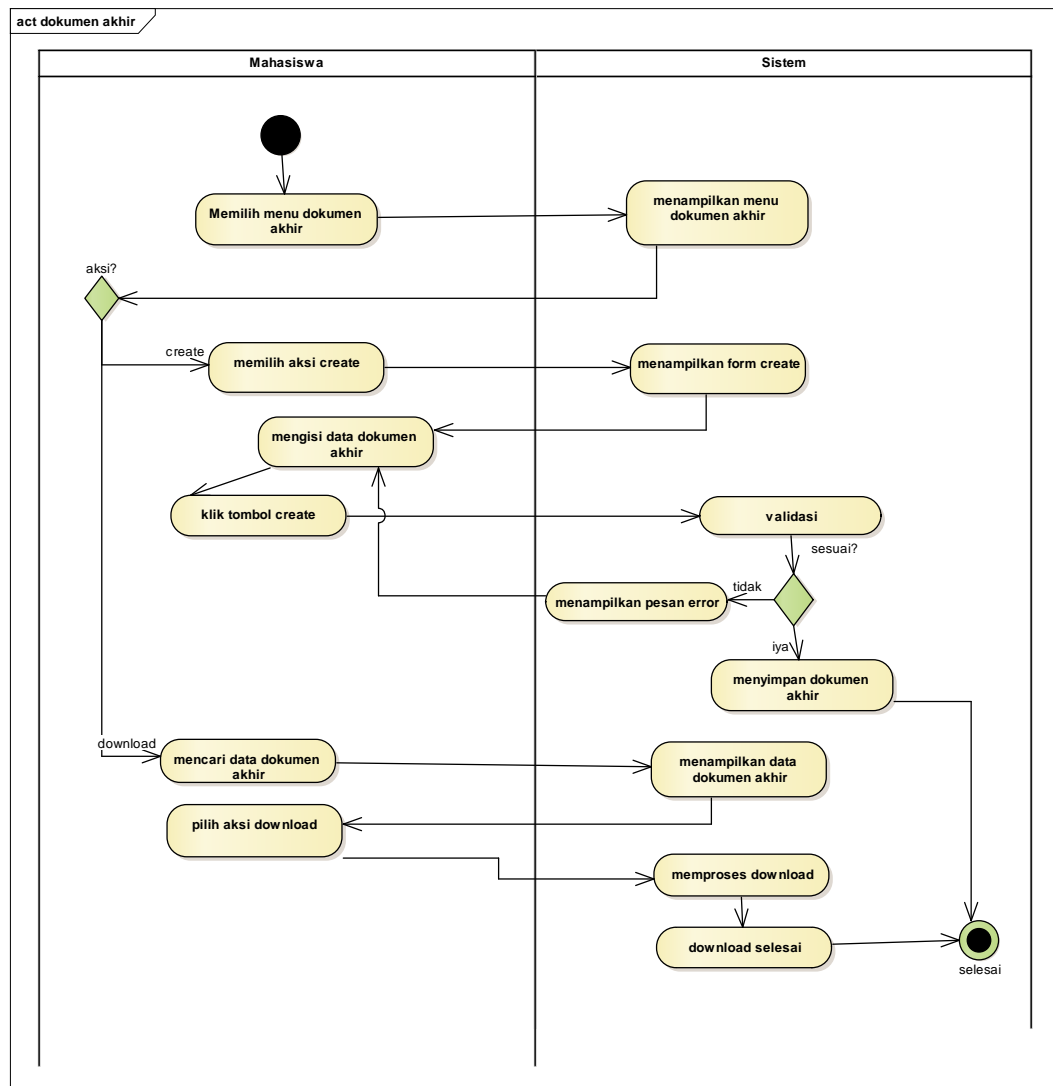 act dokumen akhir
Mahasiswa
Sistem
Memilih menu dokumen
akhir
menampilkan menu
dokumen akhir
aksi?
create
memilih aksi create
menampilkan form create
mengisi data dokumen
akhir
klik tombol create
validasi
sesuai?
tidak
menampilkan pesan error
iya
menyimpan dokumen
akhir
download
mencari data dokumen
akhir
menampilkan data
dokumen akhir
pilih aksi download
memproses download
download selesai
selesai